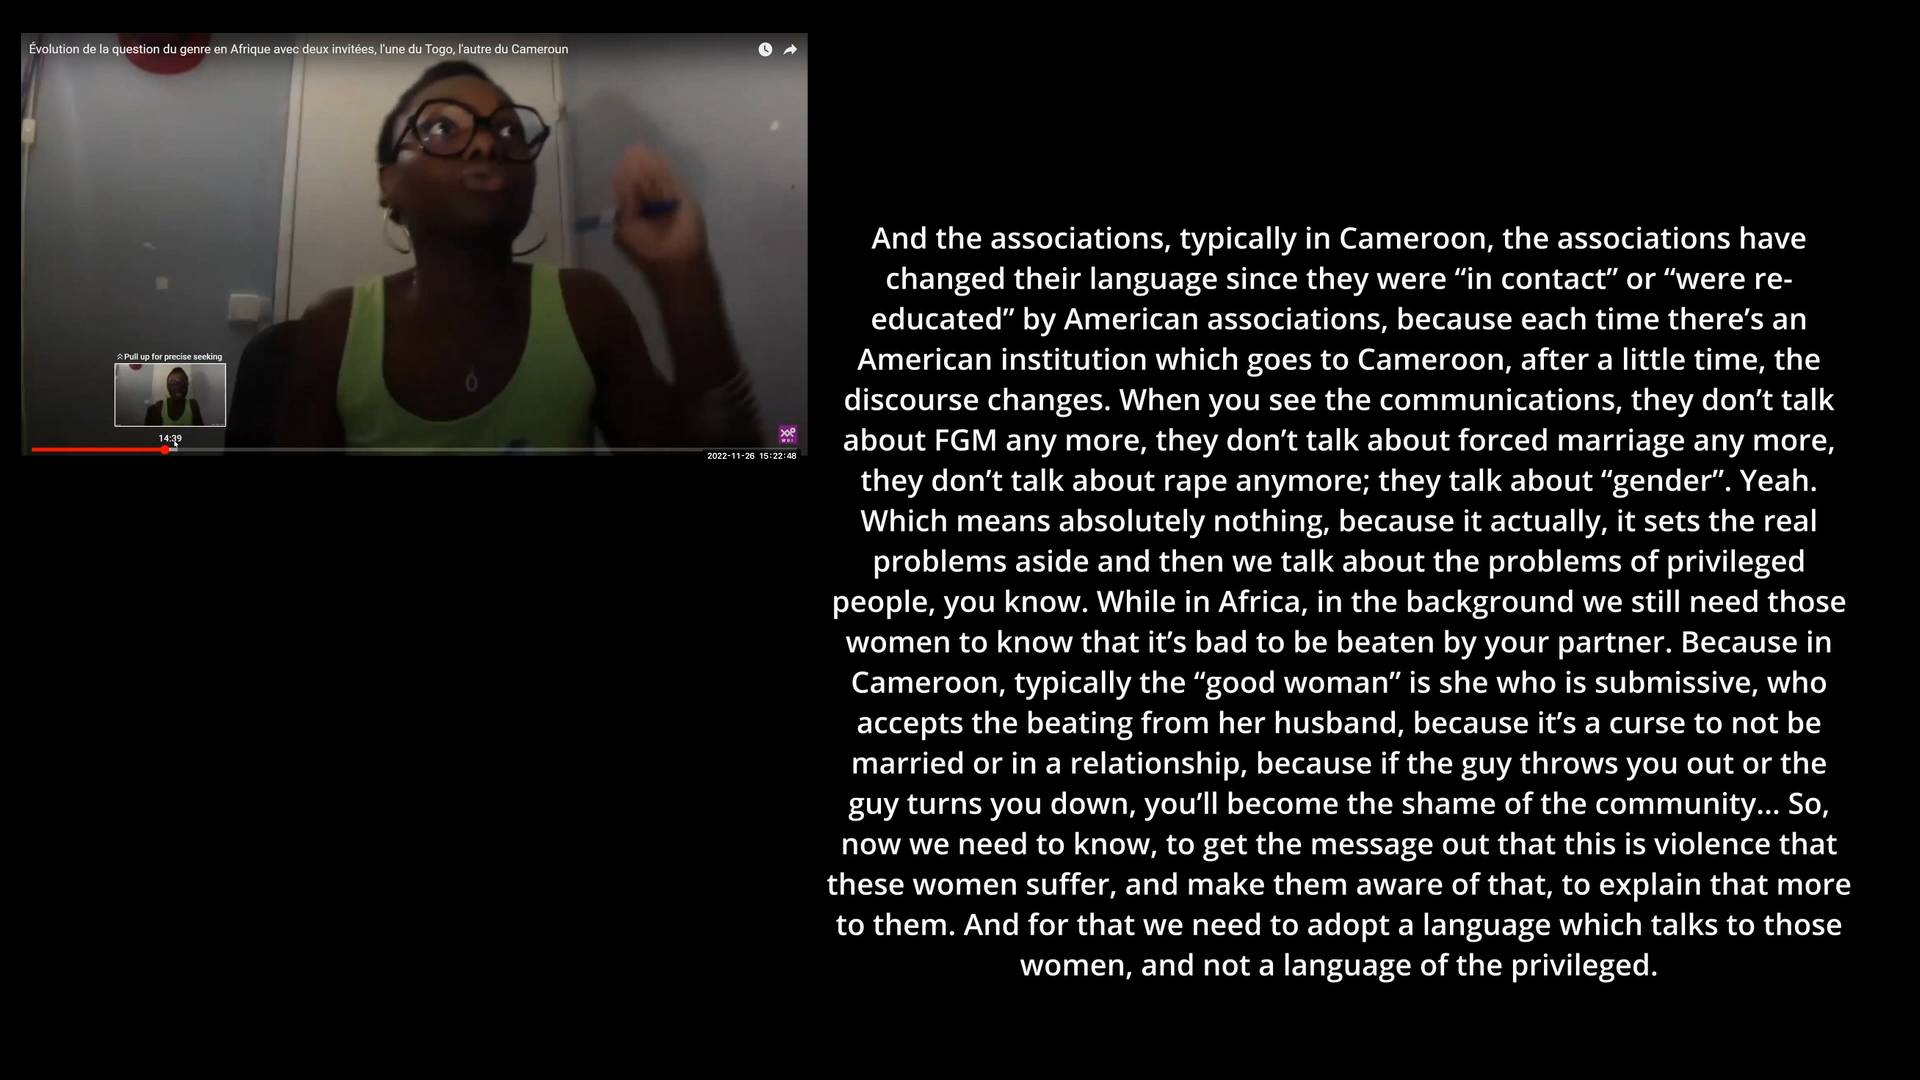 Évolution de la question du genre en Afrique avec deux invitées, l'une du Togo, l'autre du Cameroun
Pull up for precise seeking
14:39
WDI
2022-11-26 15:22:48
And the associations, typically in Cameroon, the associations have
changed their language since they were “in contact” or “were re-
educated” by American associations, because each time there’s an
American institution which goes to Cameroon, after a little time, the
discourse changes. When you see the communications, they don’t talk
about FGM any more, they don’t talk about forced marriage any more,
they don’t talk about rape anymore; they talk about “gender”. Yeah.
Which means absolutely nothing, because it actually, it sets the real
problems aside and then we talk about the problems of privileged
people, you know. While in Africa, in the background we still need those
women to know that it’s bad to be beaten by your partner. Because in
Cameroon, typically the “good woman” is she who is submissive, who
accepts the beating from her husband, because it’s a curse to not be
married or in a relationship, because if the guy throws you out or the
guy turns you down, you’ll become the shame of the community... So,
now we need to know, to get the message out that this is violence that
these women suffer, and make them aware of that, to explain that more
to them. And for that we need to adopt a language which talks to those
women, and not a language of the privileged.